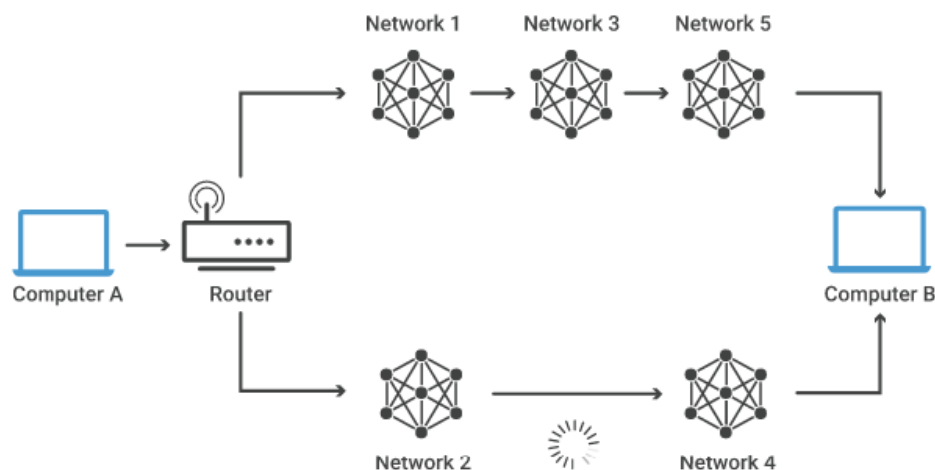 Network 1
Network 3
Network 5
Computer A
Router
Computer B
Network 2
Network 4